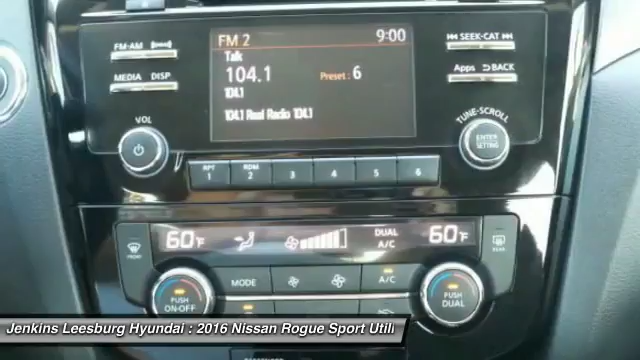 FM 2 9:00
FM·AM
Talk
SEEK·CAT
104.1 Preset : 6
MEDIA DISP
Apps BACK
104.1
104.1 Real Radio 104.1
VOL
TUNE·SCROLL
ENTER
SETTING
RPT
1
RDM
2
3
4
5
6
60°F
DUAL
A/C
60°F
FRONT
REAR
MODE
A/C
PUSH
ON·OFF
PUSH
DUAL
Jenkins Leesburg Hyundai : 2016 Nissan Rogue Sport Utili
PASSENGER